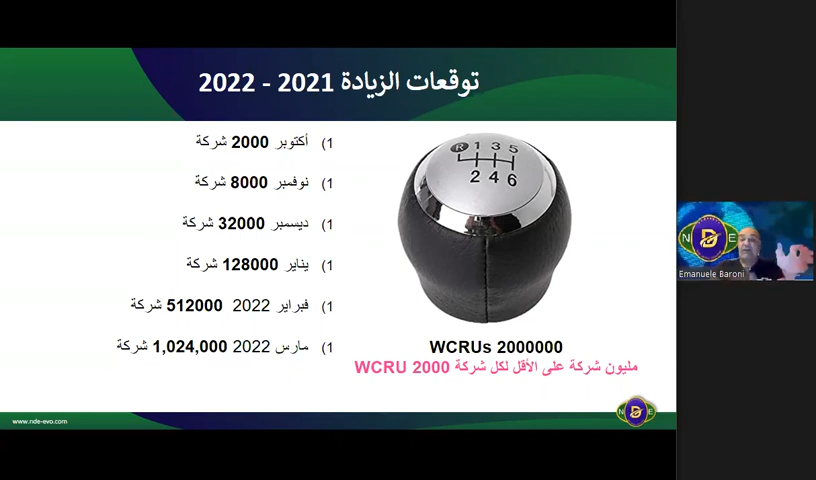 توقعات الزيادة 2021 - 2022
1) أكتوبر 2000 شركة
1) نوفمبر 8000 شركة
1) ديسمبر 32000 شركة
1) يناير 128000 شركة
1) فبراير 2022 512000 شركة
1) مارس 2022 1,024,000 شركة
R 1 3 5
2 4 6
WCRUs 2000000
مليون شركة على الأقل لكل شركة 2000 WCRU
www.nde-evo.com
N D E
N D E
Emanuele Baroni